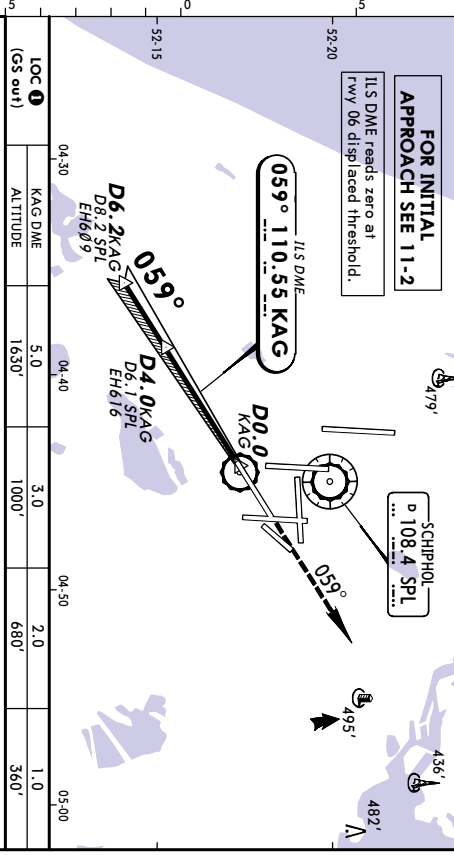 5
0
5
52-15
52-20
FOR INITIAL
APPROACH SEE 11-2
ILS DME reads zero at
rwy 06 displaced threshold.
04-30
04-40
04-50
05-00
ILS DME
059° 110.55 KAG
059°
D6.2KAG
D8.2 SPL
EH609
D4.0KAG
D6.1 SPL
EH616
D0.0
KAG
479'
SCHIPHOL
D 108.4 SPL
059°
495'
436'
482'
LOC 1 (GS out)
KAG DME 5.0 3.0 2.0 1.0
ALTITUDE 1630' 1000' 680' 360'